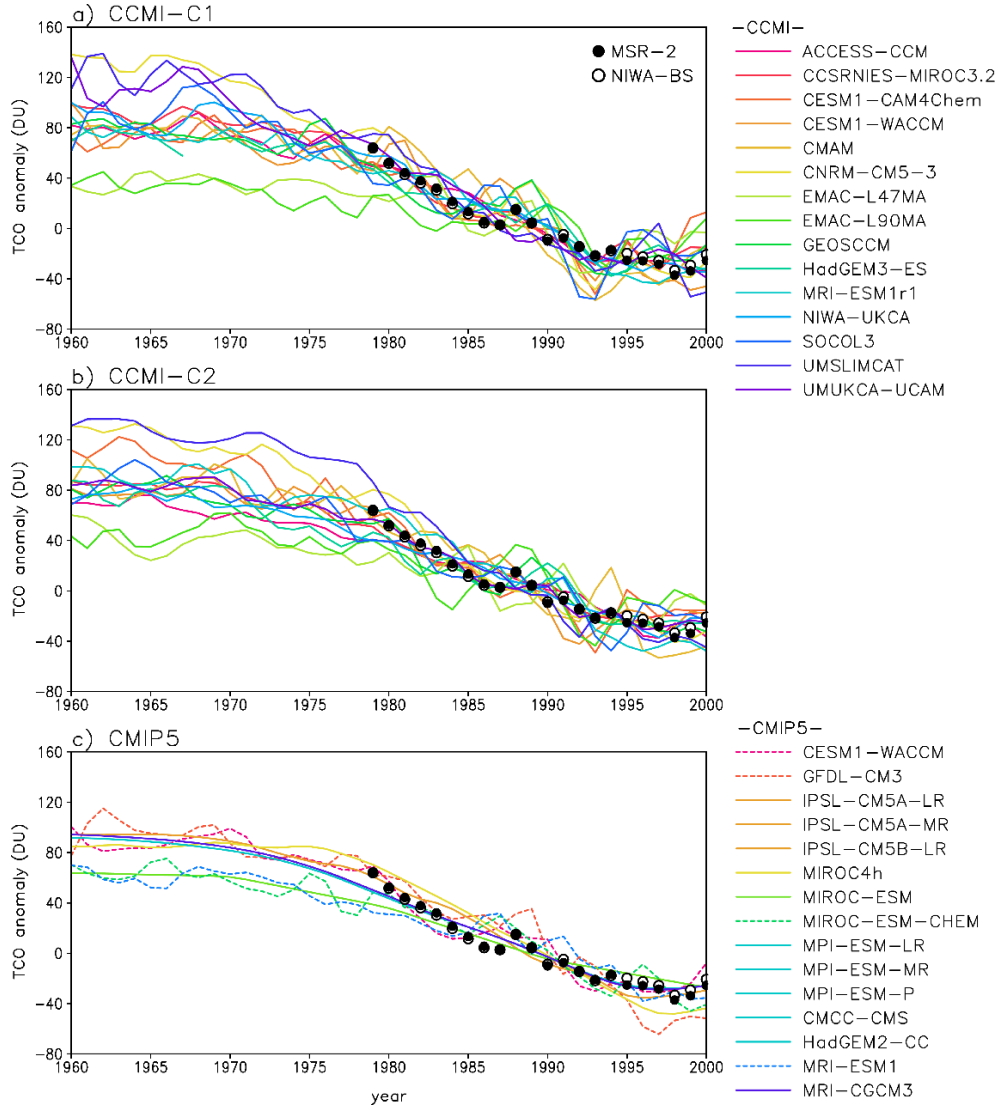 a) CCMI-C1
160
120
80
40
0
-40
-80
TCO anomaly (DU)
MSR-2
NIWA-BS
1960 1965 1970 1975 1980 1985 1990 1995 2000
-CCMI-
ACCESS-CCM
CCSRNIES-MIROC3.2
CESM1-CAM4Chem
CESM1-WACCM
CMAM
CNRM-CM5-3
EMAC-L47MA
EMAC-L90MA
GEOSCCM
HadGEM3-ES
MRI-ESM1r1
NIWA-UKCA
SOCOL3
UMSLIMCAT
UMUKCA-UCAM
b) CCMI-C2
160
120
80
40
0
-40
-80
TCO anomaly (DU)
1960 1965 1970 1975 1980 1985 1990 1995 2000
c) CMIP5
160
120
80
40
0
-40
-80
TCO anomaly (DU)
1960 1965 1970 1975 1980 1985 1990 1995 2000
year
-CMIP5-
CESM1-WACCM
GFDL-CM3
IPSL-CM5A-LR
IPSL-CM5A-MR
IPSL-CM5B-LR
MIROC4h
MIROC-ESM
MIROC-ESM-CHEM
MPI-ESM-LR
MPI-ESM-MR
MPI-ESM-P
CMCC-CMS
HadGEM2-CC
MRI-ESM1
MRI-CGCM3